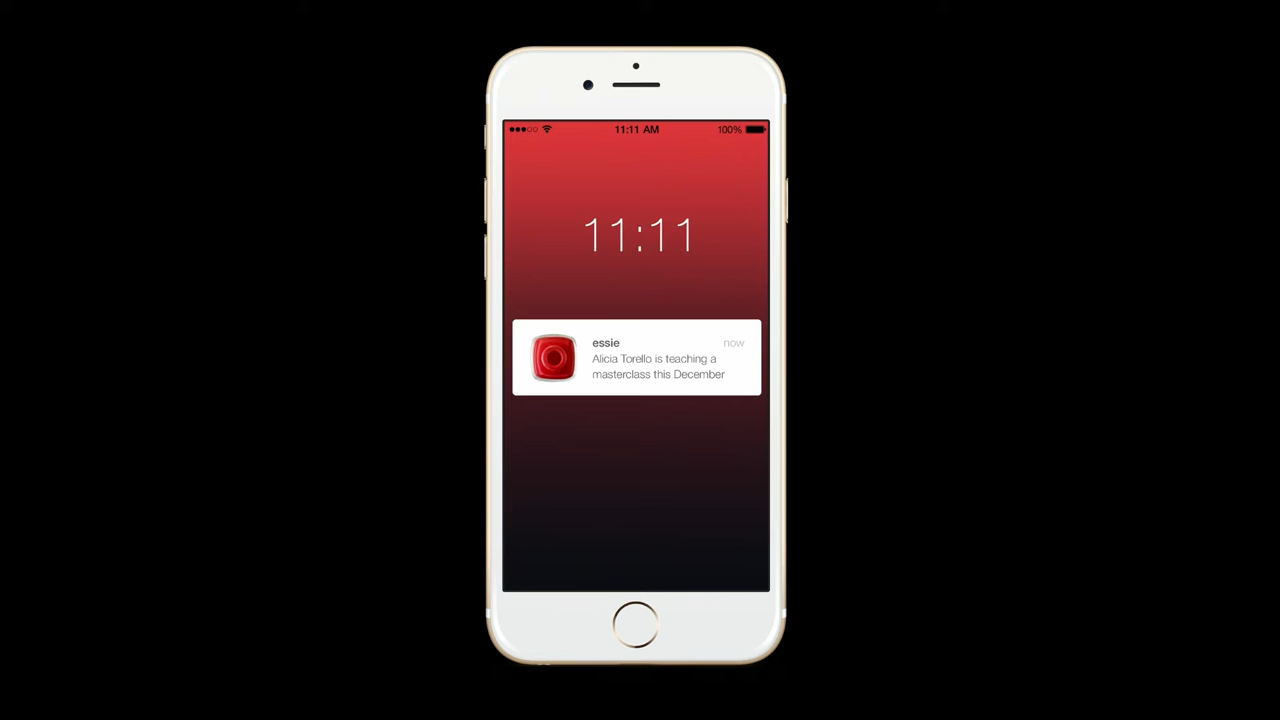 11:11 AM
100%
11:11
essie
now
Alicia Torello is teaching a
masterclass this December